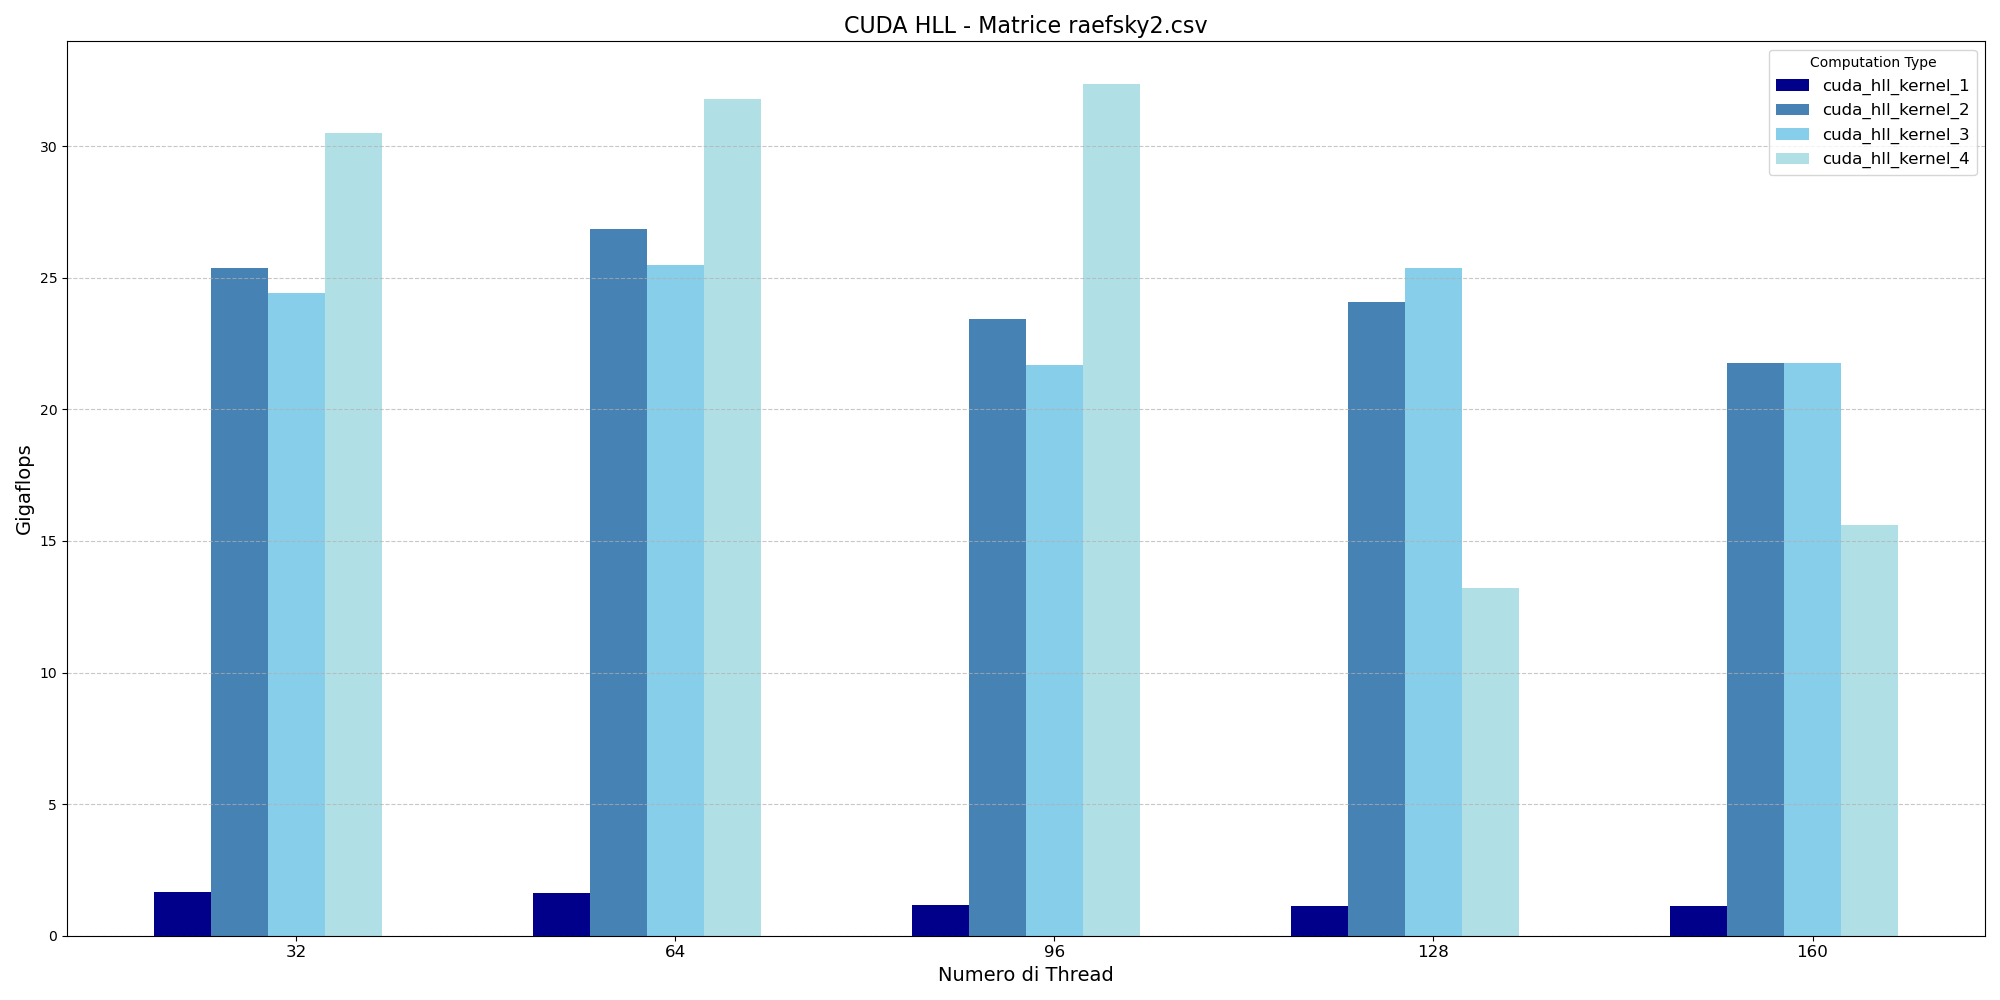 CUDA HLL - Matrice raefsky2.csv
Computation Type
cuda_hll_kernel_1
cuda_hll_kernel_2
cuda_hll_kernel_3
cuda_hll_kernel_4
Gigaflops
30
25
20
15
10
5
0
32 64 96 128 160
Numero di Thread